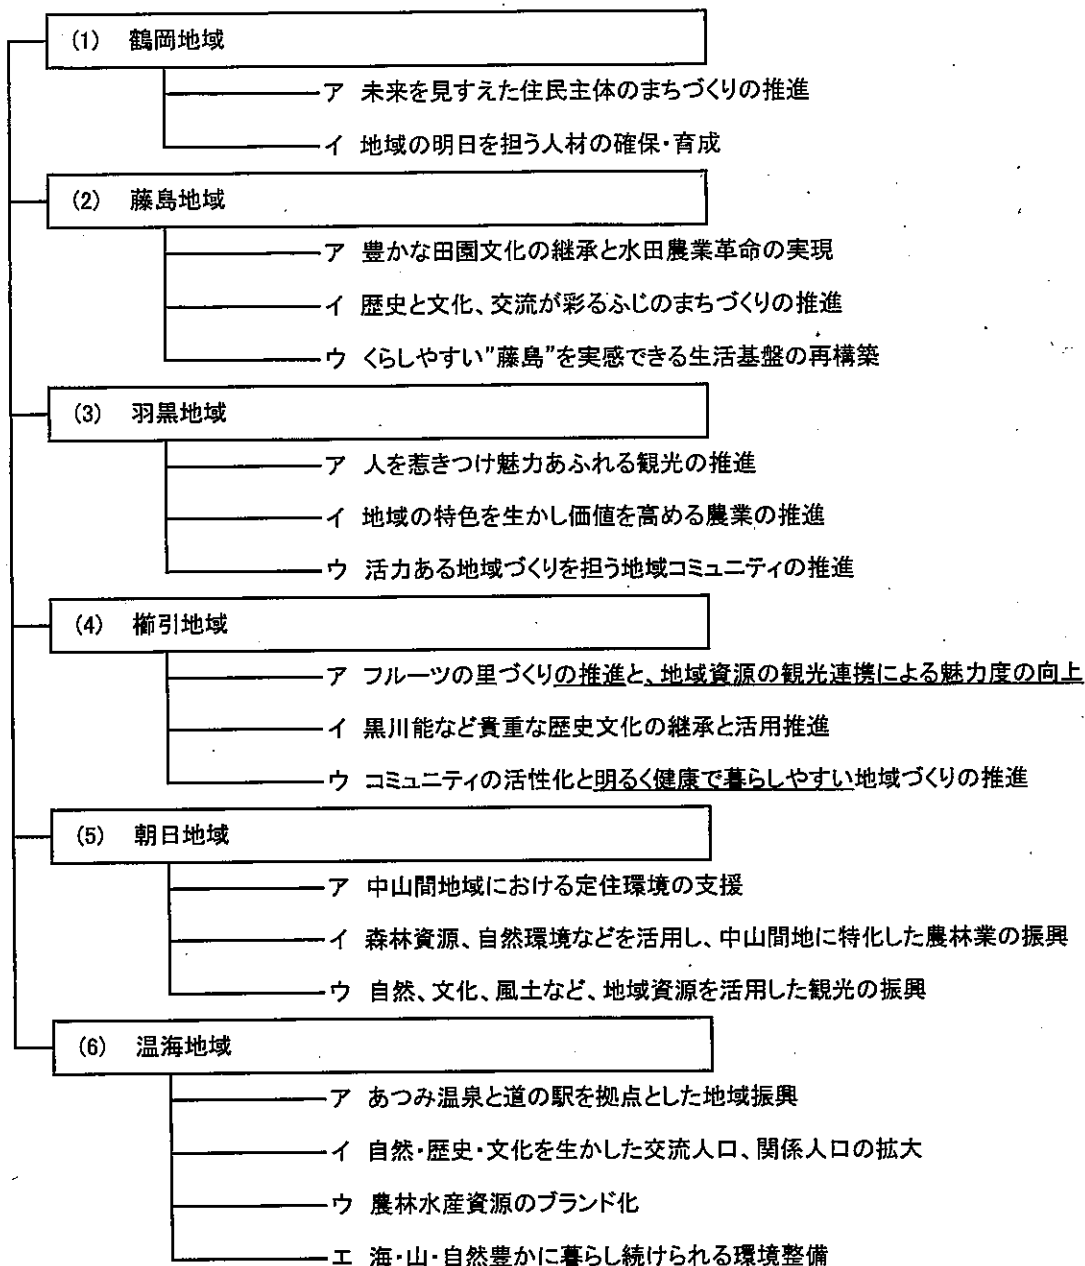 (1) 鶴岡地域
ア 未来を見すえた住民主体のまちづくりの推進
イ 地域の明日を担う人材の確保・育成
(2) 藤島地域
ア 豊かな田園文化の継承と水田農業革命の実現
イ 歴史と文化、交流が彩るふじのまちづくりの推進
ウ くらしやすい”藤島”を実感できる生活基盤の再構築
(3) 羽黒地域
ア 人を惹きつけ魅力あふれる観光の推進
イ 地域の特色を生かし価値を高める農業の推進
ウ 活力ある地域づくりを担う地域コミュニティの推進
(4) 櫛引地域
ア フルーツの里づくりの推進と、地域資源の観光連携による魅力度の向上
イ 黒川能など貴重な歴史文化の継承と活用推進
ウ コミュニティの活性化と明るく健康で暮らしやすい地域づくりの推進
(5) 朝日地域
ア 中山間地域における定住環境の支援
イ 森林資源、自然環境などを活用し、中山間地に特化した農林業の振興
ウ 自然、文化、風土など、地域資源を活用した観光の振興
(6) 温海地域
ア あつみ温泉と道の駅を拠点とした地域振興
イ 自然・歴史・文化を生かした交流人口、関係人口の拡大
ウ 農林水産資源のブランド化
エ 海・山・自然豊かに暮らし続けられる環境整備